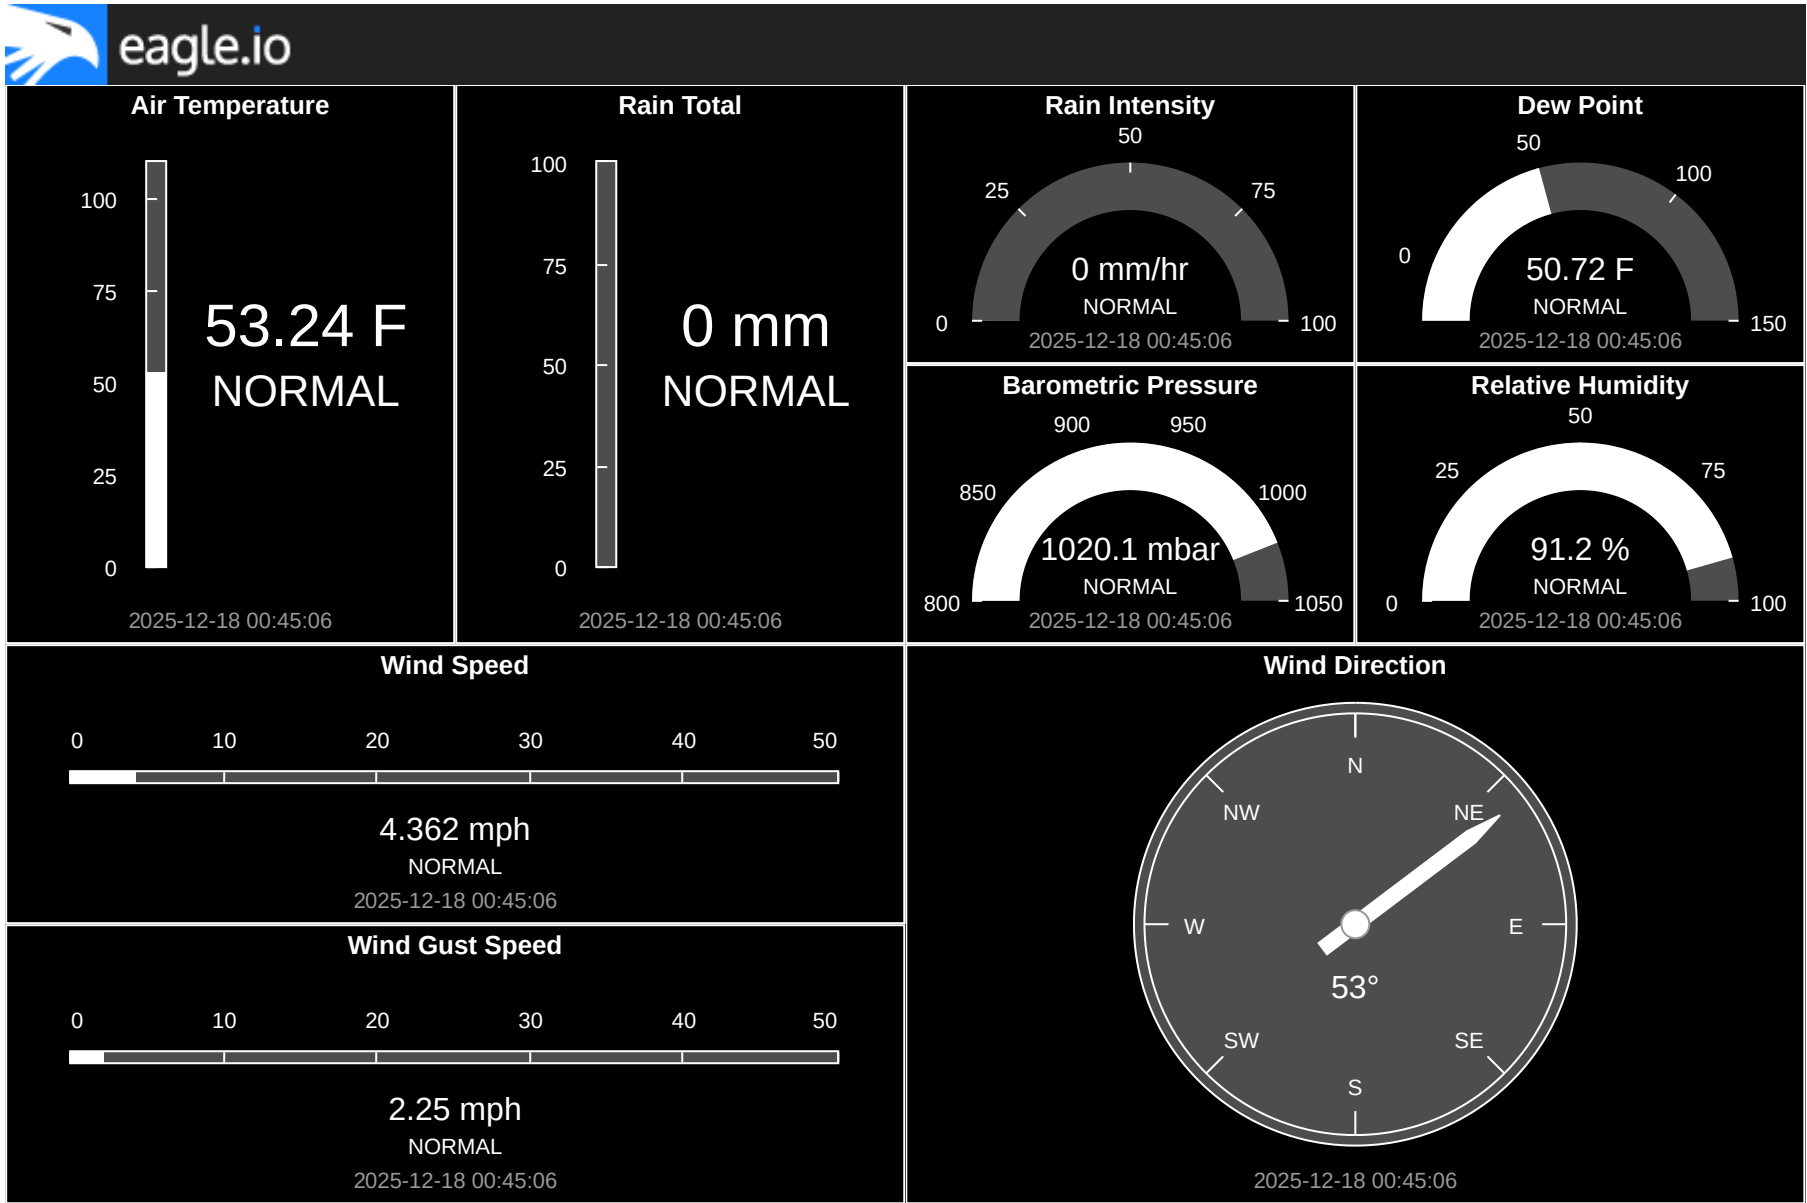 eagle.io
Air Temperature
100
75
50
25
0
53.24 F
NORMAL
2025-12-18 00:45:06
Rain Total
100
75
50
25
0
0 mm
NORMAL
2025-12-18 00:45:06
Rain Intensity
0
25
50
75
100
0 mm/hr
NORMAL
2025-12-18 00:45:06
Dew Point
0
50
100
150
50.72 F
NORMAL
2025-12-18 00:45:06
Barometric Pressure
800
850
900
950
1000
1050
1020.1 mbar
NORMAL
2025-12-18 00:45:06
Relative Humidity
0
25
50
75
100
91.2 %
NORMAL
2025-12-18 00:45:06
Wind Speed
0 10 20 30 40 50
4.362 mph
NORMAL
2025-12-18 00:45:06
Wind Gust Speed
0 10 20 30 40 50
2.25 mph
NORMAL
2025-12-18 00:45:06
Wind Direction
N
NW NE
W E
53°
SW SE
S
2025-12-18 00:45:06